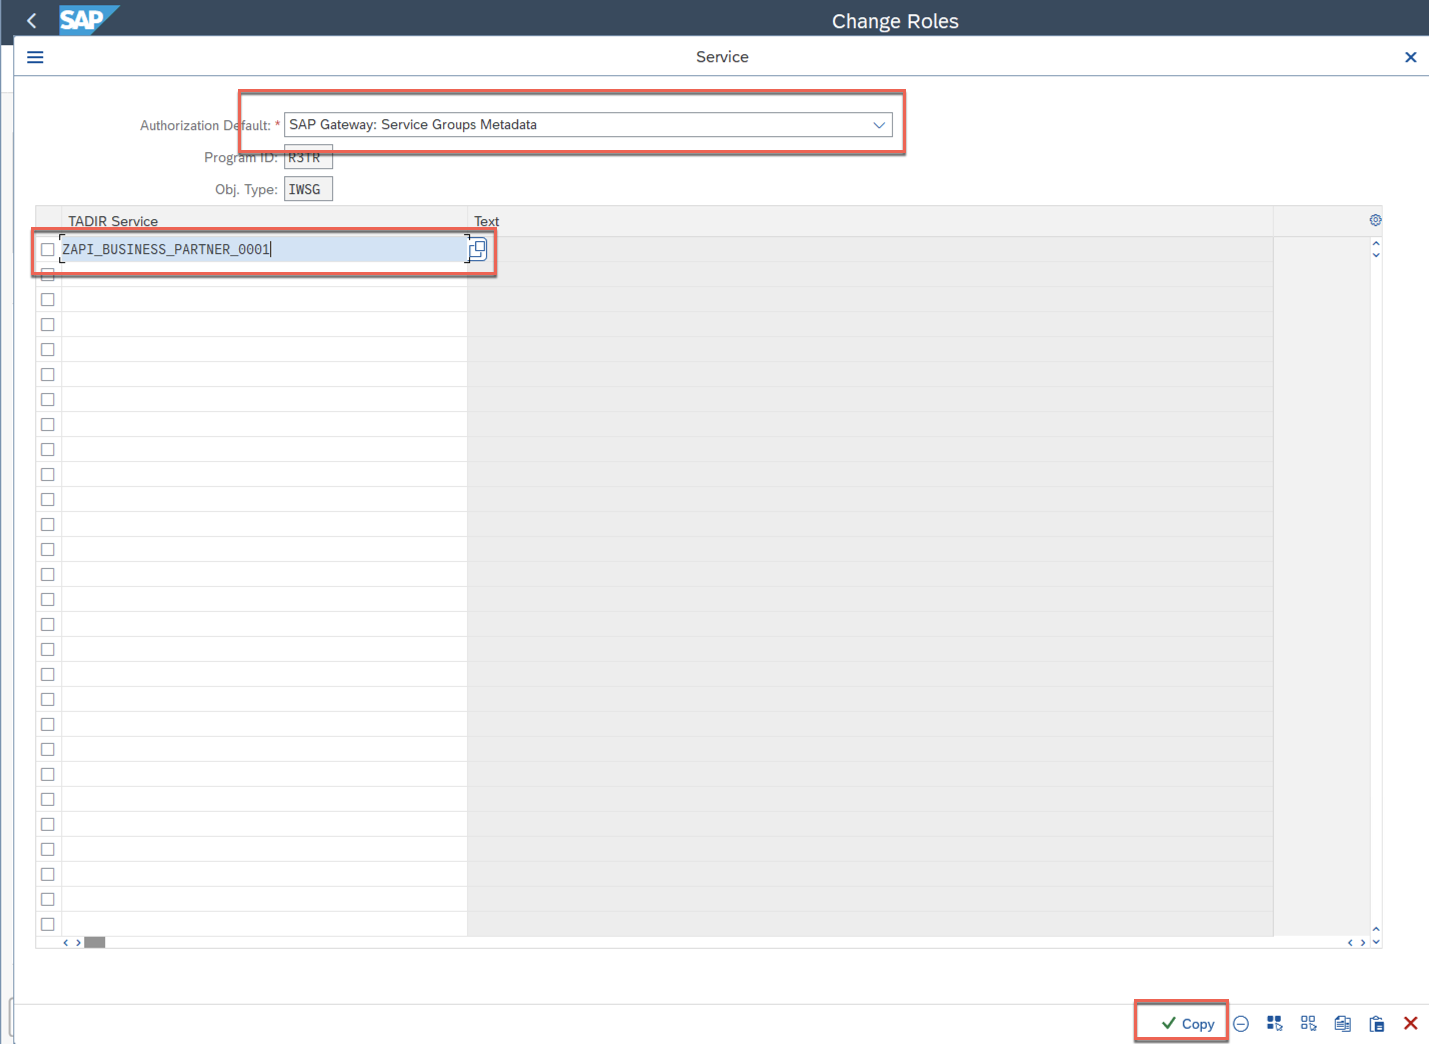 SAP
Change Roles
Service
Authorization Default: * SAP Gateway: Service Groups Metadata
Program ID: R3TR
Obj. Type: IWSG
TADIR Service Text
ZAPI_BUSINESS_PARTNER_0001
Copy